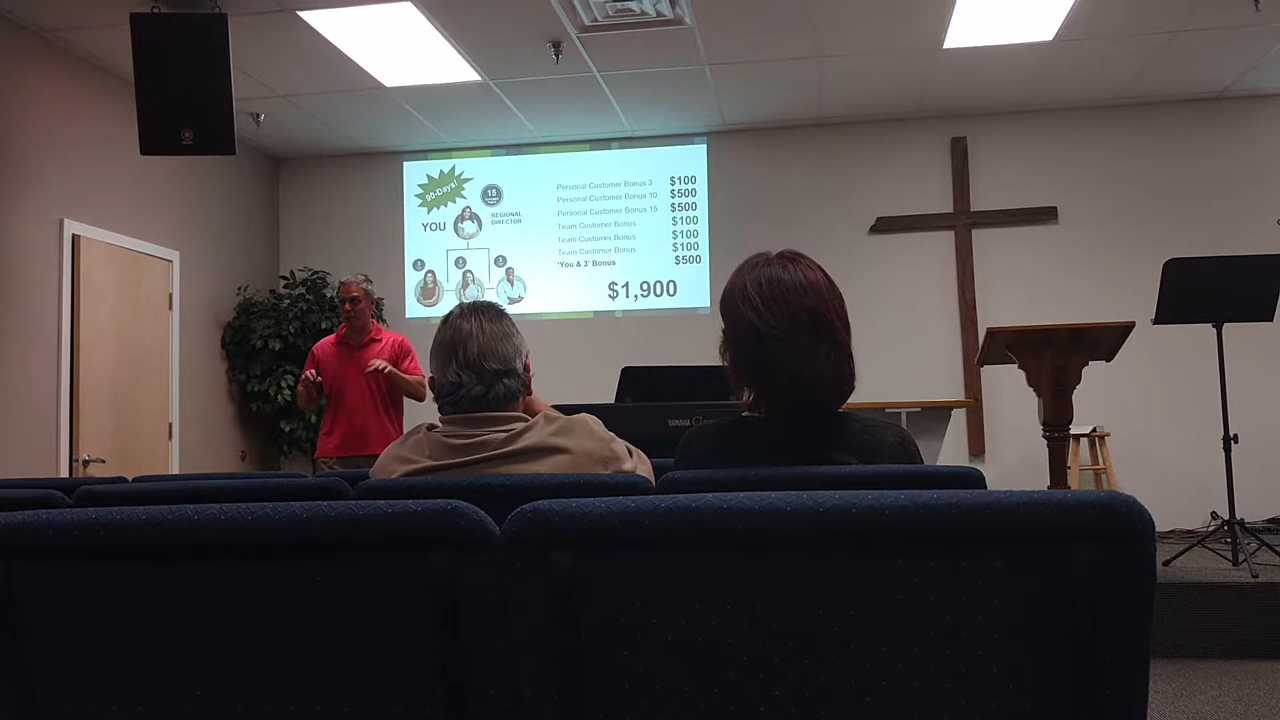 90-Days!
15
YOU
REGIONAL
DIRECTOR
3
3
3
Personal Customer Bonus 3 $100
Personal Customer Bonus 10 $500
Personal Customer Bonus 15 $500
Team Customer Bonus $100
Team Customer Bonus $100
Team Customer Bonus $100
'You & 3' Bonus $500
$1,900
YAMAHA